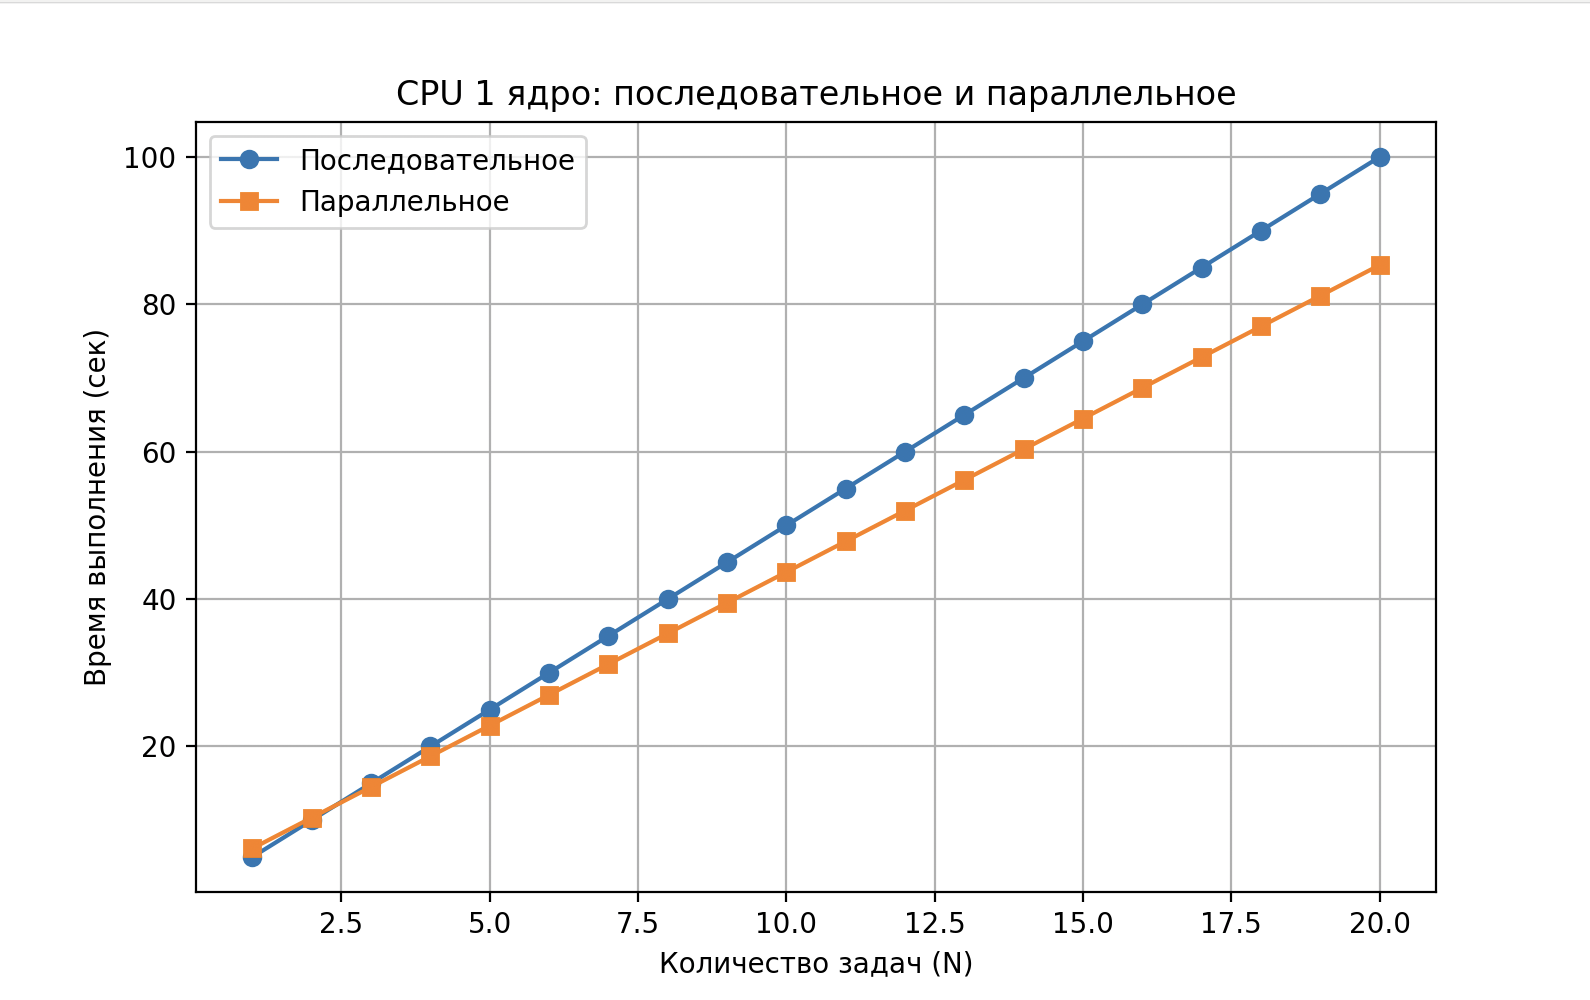 CPU 1 ядро: последовательное и параллельное
Последовательное
Параллельное
Время выполнения (сек)
100
80
60
40
20
2.5 5.0 7.5 10.0 12.5 15.0 17.5 20.0
Количество задач (N)